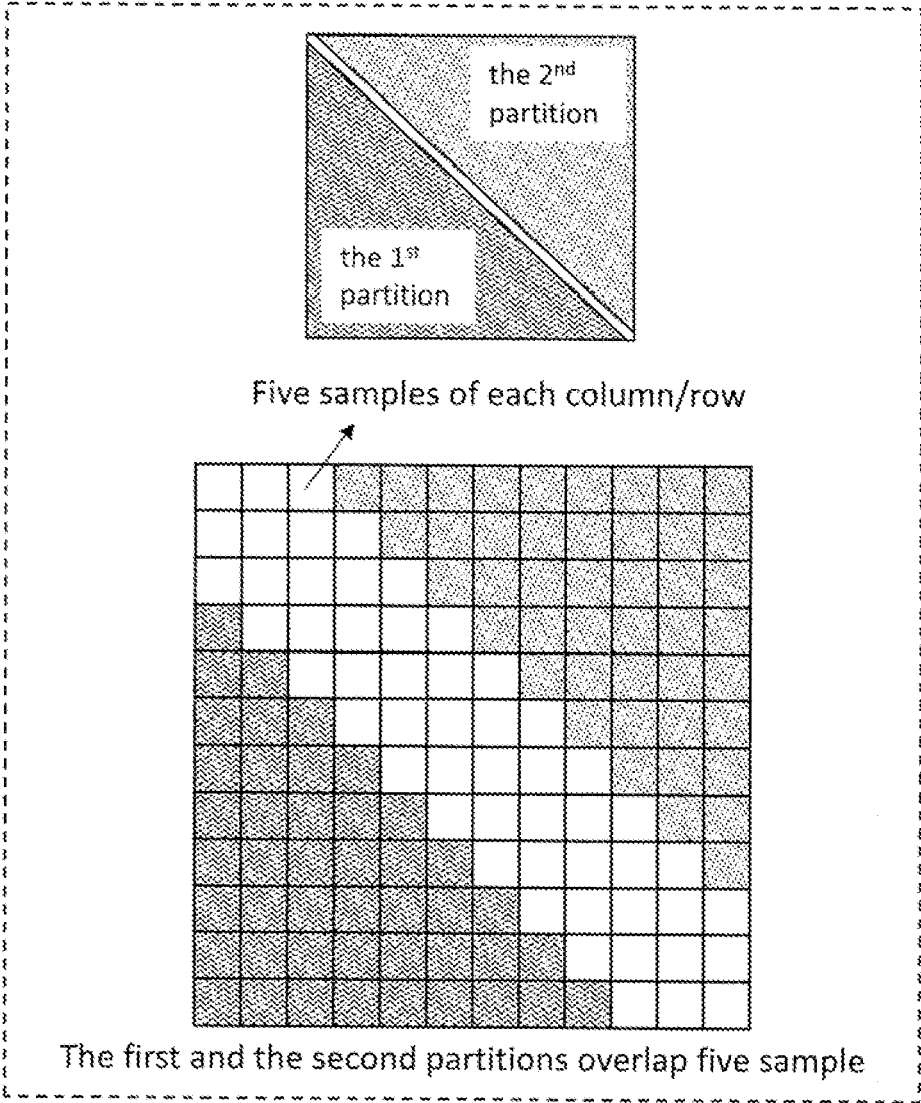 the 2nd
partition
the 1st
partition
Five samples of each column/row
The first and the second partitions overlap five sample